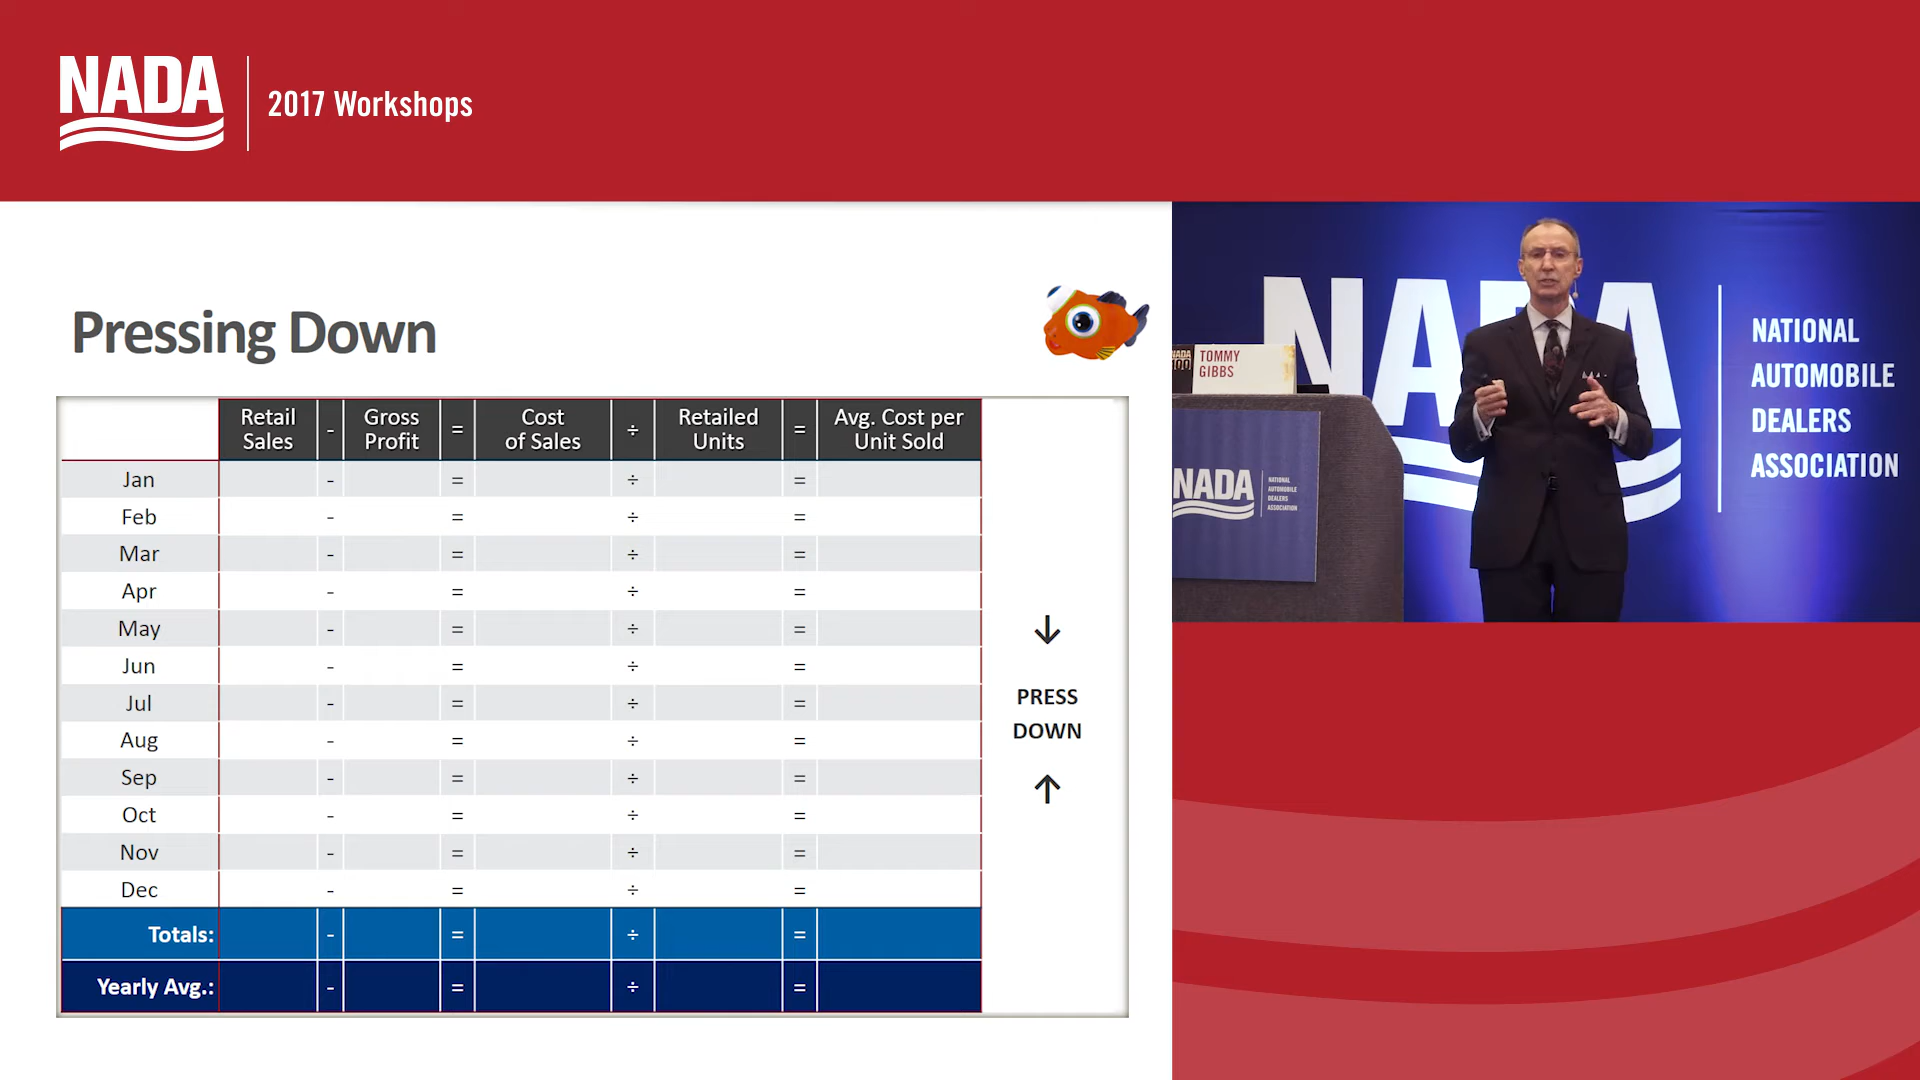 NADA
2017 Workshops
Pressing Down
Retail Sales - Gross Profit = Cost of Sales ÷ Retailed Units = Avg. Cost per Unit Sold
Jan - = ÷ =
Feb - = ÷ =
Mar - = ÷ =
Apr - = ÷ =
May - = ÷ =
Jun - = ÷ =
Jul - = ÷ =
Aug - = ÷ =
Sep - = ÷ =
Oct - = ÷ =
Nov - = ÷ =
Dec - = ÷ =
Totals: - = ÷ =
Yearly Avg.: - = ÷ =
↓
PRESS
DOWN
↑
NADA
NATIONAL
AUTOMOBILE
DEALERS
ASSOCIATION
NADA
100
TOMMY
GIBBS
NADA
NATIONAL
AUTOMOBILE
DEALERS
ASSOCIATION